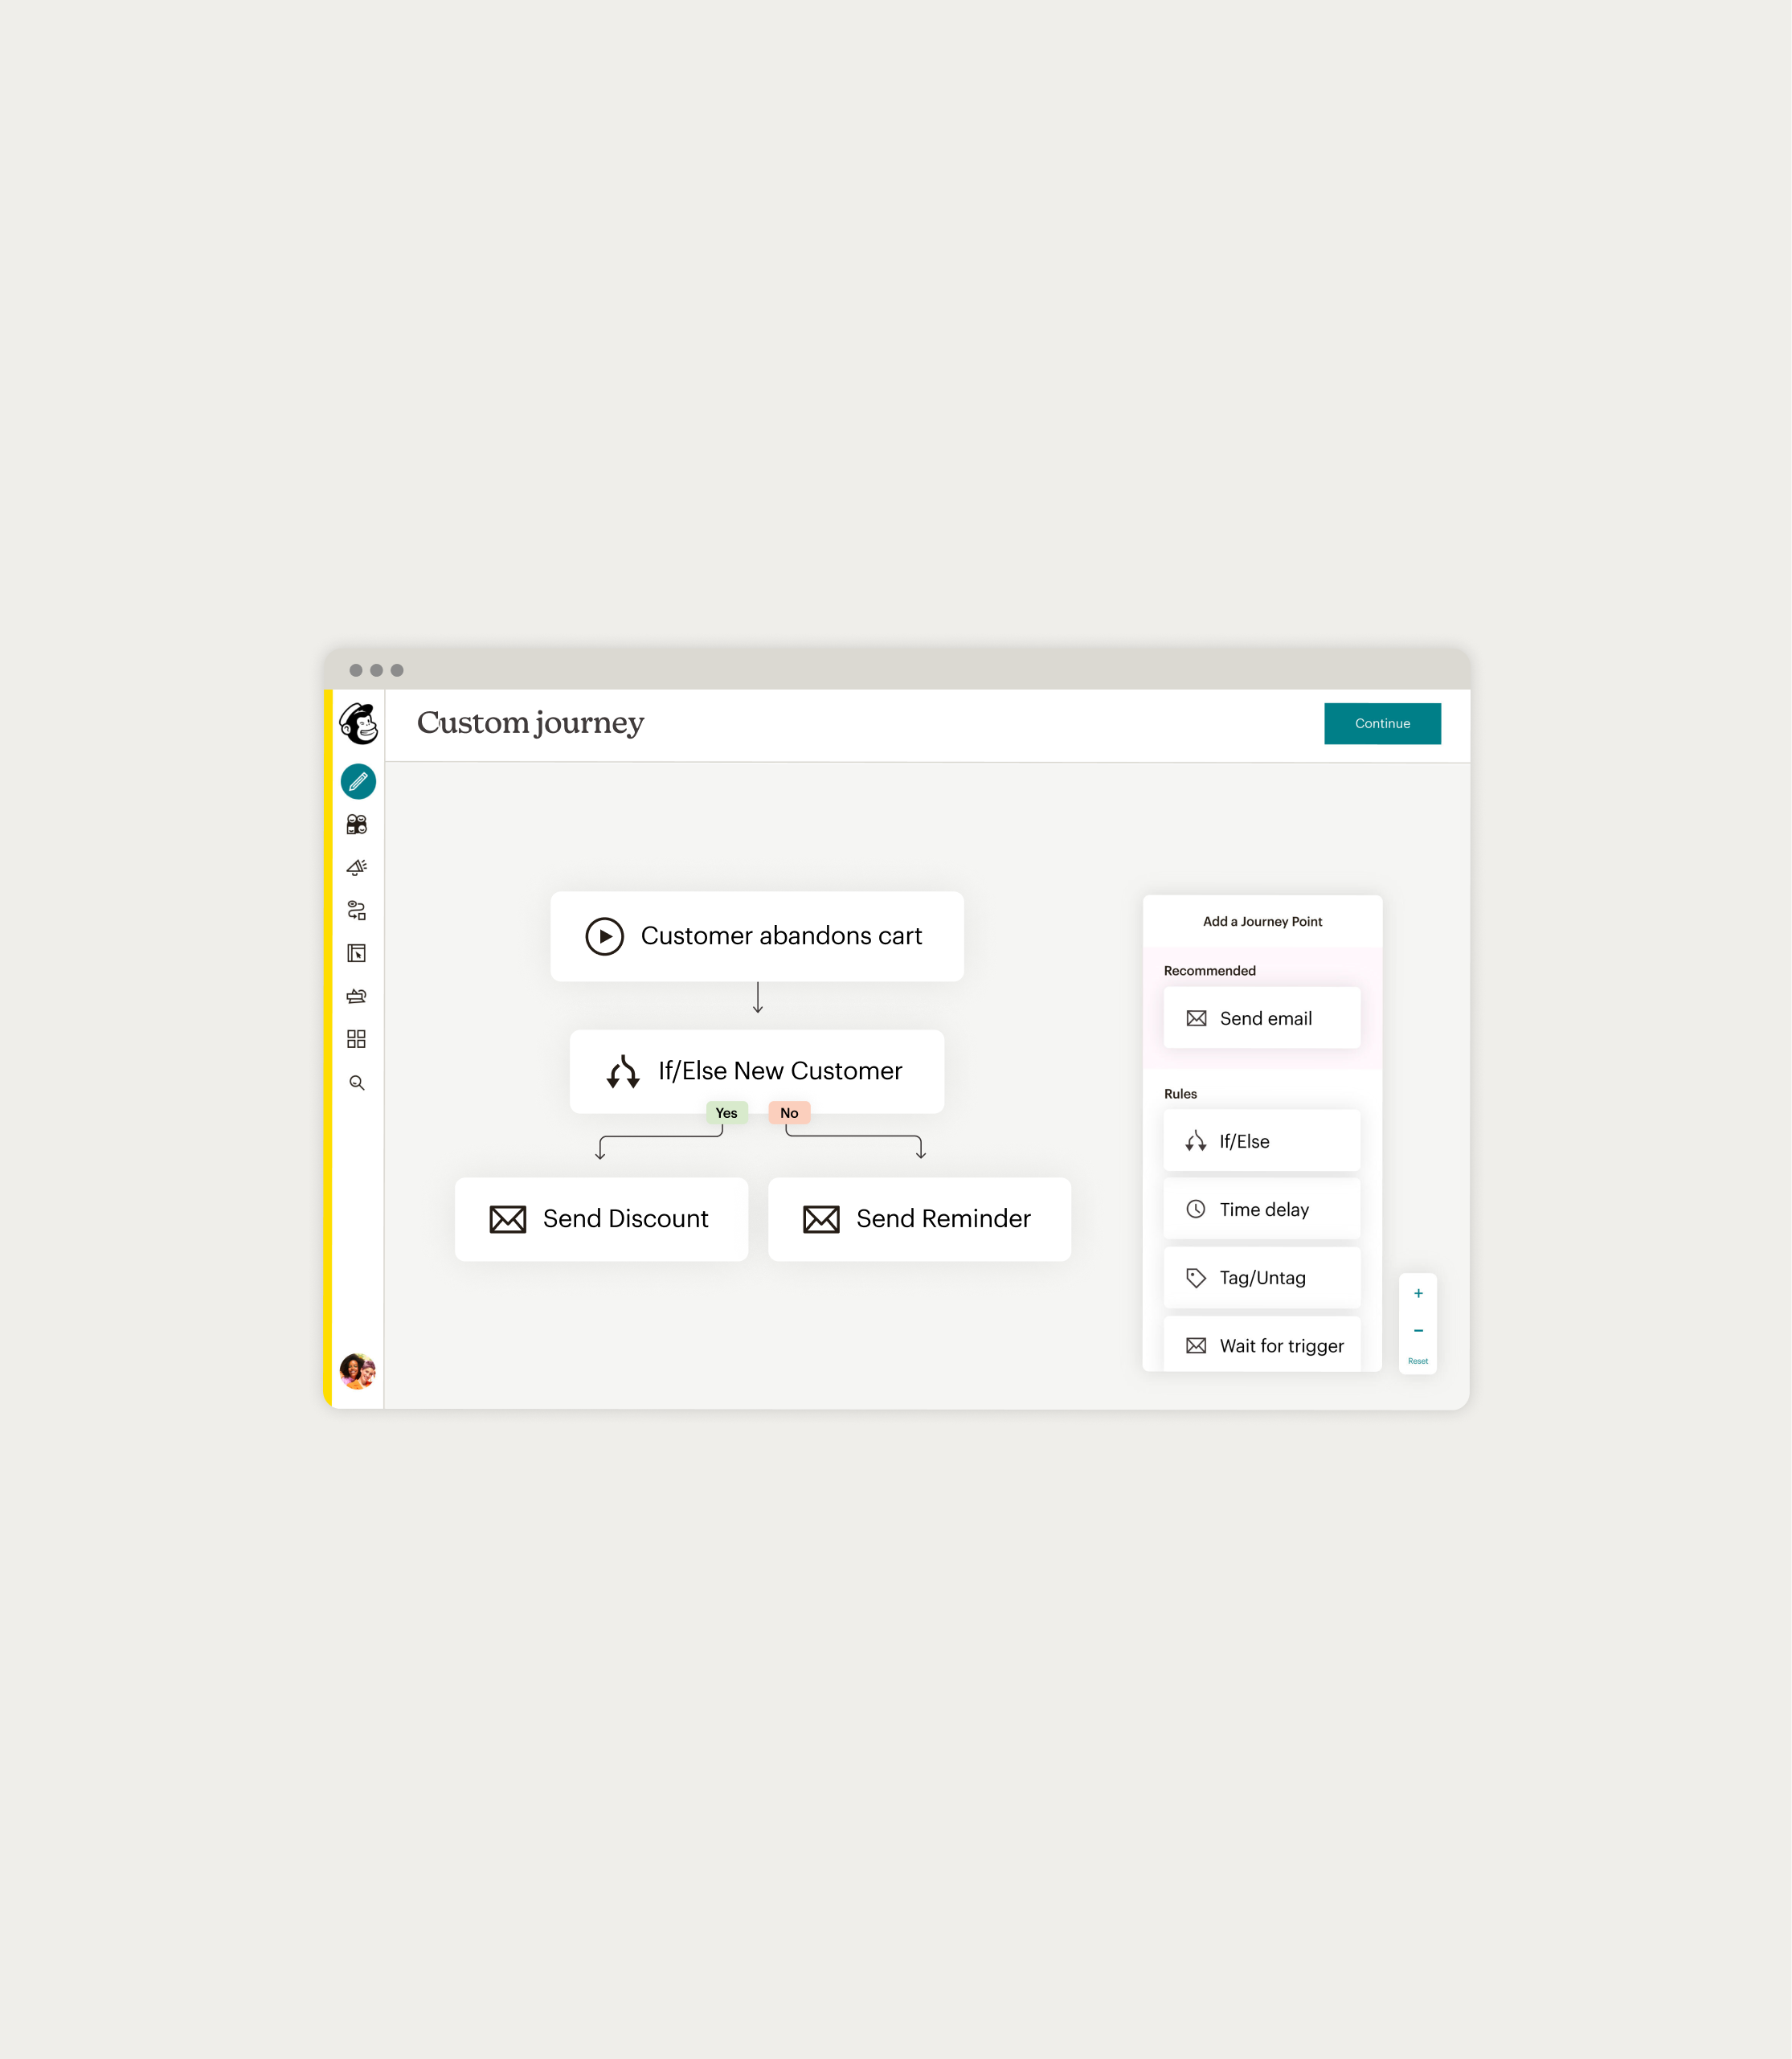 Custom journey
Continue
Customer abandons cart
If/Else New Customer
Yes
No
Send Discount
Send Reminder
Add a Journey Point
Recommended
Send email
Rules
If/Else
Time delay
Tag/Untag
Wait for trigger
+
−
Reset